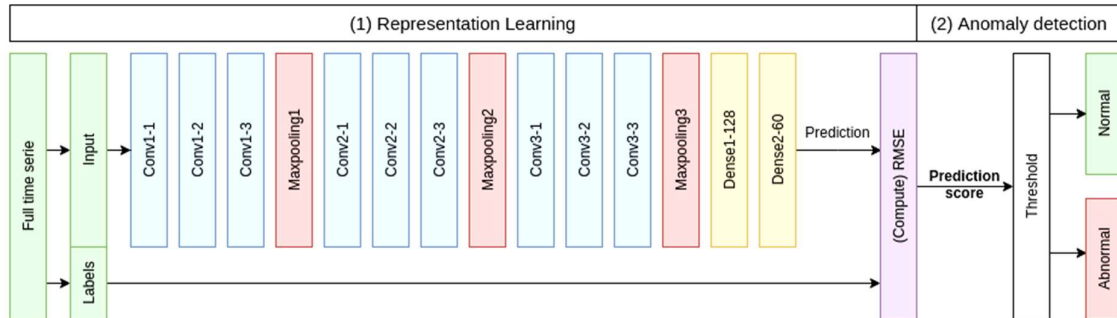 (1) Representation Learning
(2) Anomaly detection
Full time serie
Input
Labels
Conv1-1
Conv1-2
Conv1-3
Maxpooling1
Conv2-1
Conv2-2
Conv2-3
Maxpooling2
Conv3-1
Conv3-2
Conv3-3
Maxpooling3
Dense1-128
Dense2-60
Prediction
(Compute) RMSE
Prediction
score
Threshold
Normal
Abnormal